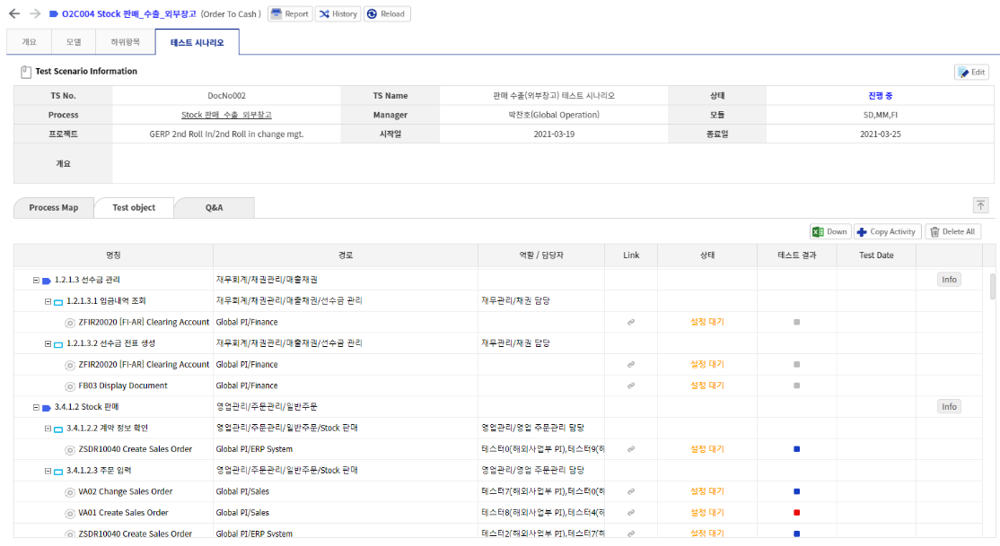 O2C004 Stock 판매_수출_외부창고 (Order To Cash ) Report History Reload
개요 모델 하위항목 테스트 시나리오
Test Scenario Information Edit
TS No. DocNo002 TS Name 판매 수출(외부창고) 테스트 시나리오 상태 진행 중
Process Stock 판매_수출_외부창고 Manager 박찬호(Global Operation) 모듈 SD,MM,FI
프로젝트 GERP 2nd Roll In/2nd Roll in change mgt. 시작일 2021-03-19 종료일 2021-03-25
개요
Process Map Test object Q&A
Down Copy Activity Delete All
명칭 경로 역할 / 담당자 Link 상태 테스트 결과 Test Date
1.2.1.3 선수금 관리 재무회계/채권관리/매출채권 Info
1.2.1.3.1 입금내역 조회 재무회계/채권관리/매출채권/선수금 관리 재무관리/채권 담당
ZFIR20020 [FI-AR] Clearing Account Global PI/Finance 설정 대기
1.2.1.3.2 선수금 전표 생성 재무회계/채권관리/매출채권/선수금 관리 재무관리/채권 담당
ZFIR20020 [FI-AR] Clearing Account Global PI/Finance 설정 대기
FB03 Display Document Global PI/Finance 설정 대기
3.4.1.2 Stock 판매 영업관리/주문관리/일반주문 Info
3.4.1.2.2 계약 정보 확인 영업관리/주문관리/일반주문/Stock 판매 영업관리/영업 주문관리 담당
ZSDR10040 Create Sales Order Global PI/ERP System 테스터0(해외사업부 PI),테스터9(해 설정 대기
3.4.1.2.3 주문 입력 영업관리/주문관리/일반주문/Stock 판매 영업관리/영업 주문관리 담당
VA02 Change Sales Order Global PI/Sales 테스터7(해외사업부 PI),테스터0(해 설정 대기
VA01 Create Sales Order Global PI/Sales 테스터8(해외사업부 PI),테스터4(해 설정 대기
ZSDR10040 Create Sales Order Global PI/ERP System 테스터2(해외사업부 PI),테스터7(해 설정 대기